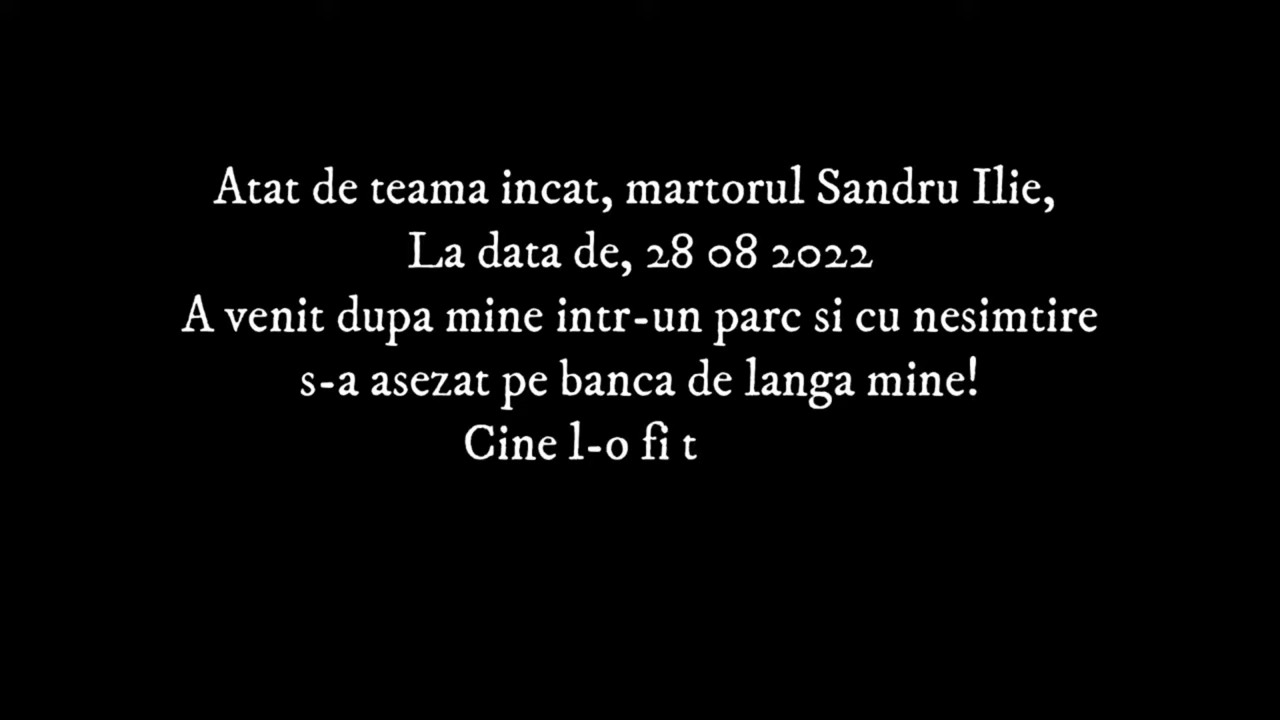 Atat de teama incat, martorul Sandru Ilie,
La data de, 28 08 2022
A venit dupa mine intr-un parc si cu nesimtire
s-a asezat pe banca de langa mine!
Cine l-o fi t